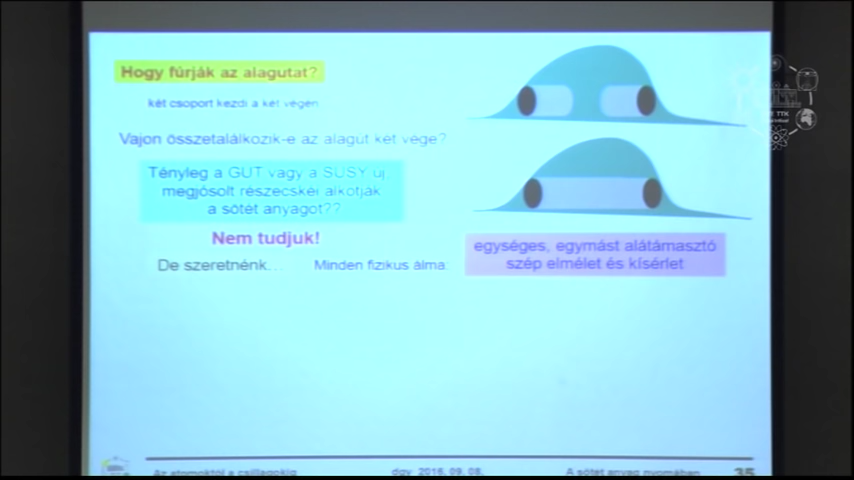 Hogy fúrják az alagutat?
két csoport kezdi a két végén
Vajon összetalálkozik-e az alagút két vége?
Tényleg a GUT vagy a SUSY új,
megjósolt részecskéi alkotják
a sötét anyagot??
Nem tudjuk!
De szeretnénk... Minden fizikus álma:
egységes, egymást alátámasztó
szép elmélet és kísérlet
Az atomoktól a csillagokig dgy 2016. 09. 08. A sötét anyag nyomában 35
TTK